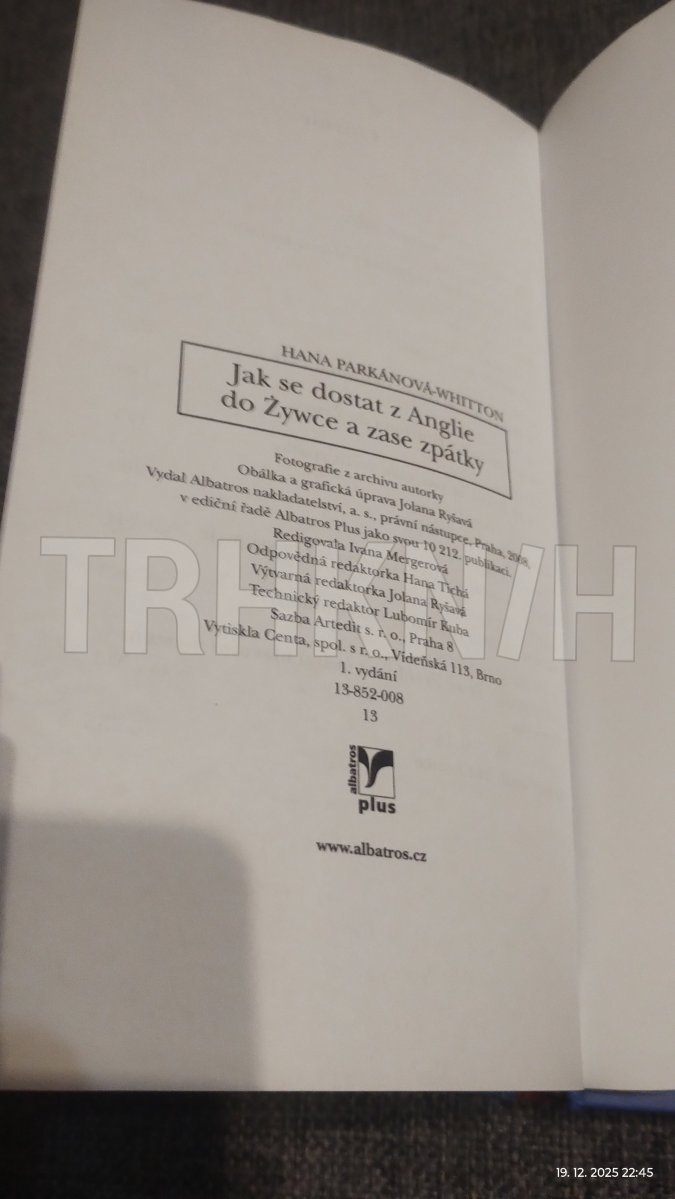 HANA PARKÁNOVÁ-WHITTON
Jak se dostat z Anglie
do Żywce a zase zpátky
Fotografie z archivu autorky
Obálka a grafická úprava Jolana Ryšavá
Vydal Albatros nakladatelství, a. s., právní nástupce, Praha, 2008,
v ediční řadě Albatros Plus jako svou 10 212. publikaci.
Redigovala Ivana Mergerová
Odpovědná redaktorka Hana Tichá
Výtvarná redaktorka Jolana Ryšavá
Technický redaktor Lubomír Kuba
Sazba Artedit s. r. o., Praha 8
Vytiskla Centa, spol. s r. o., Vídeňská 113, Brno
1. vydání
13-852-008
13
albatros
plus
www.albatros.cz
TRHKN/H
19. 12. 2025 22:45